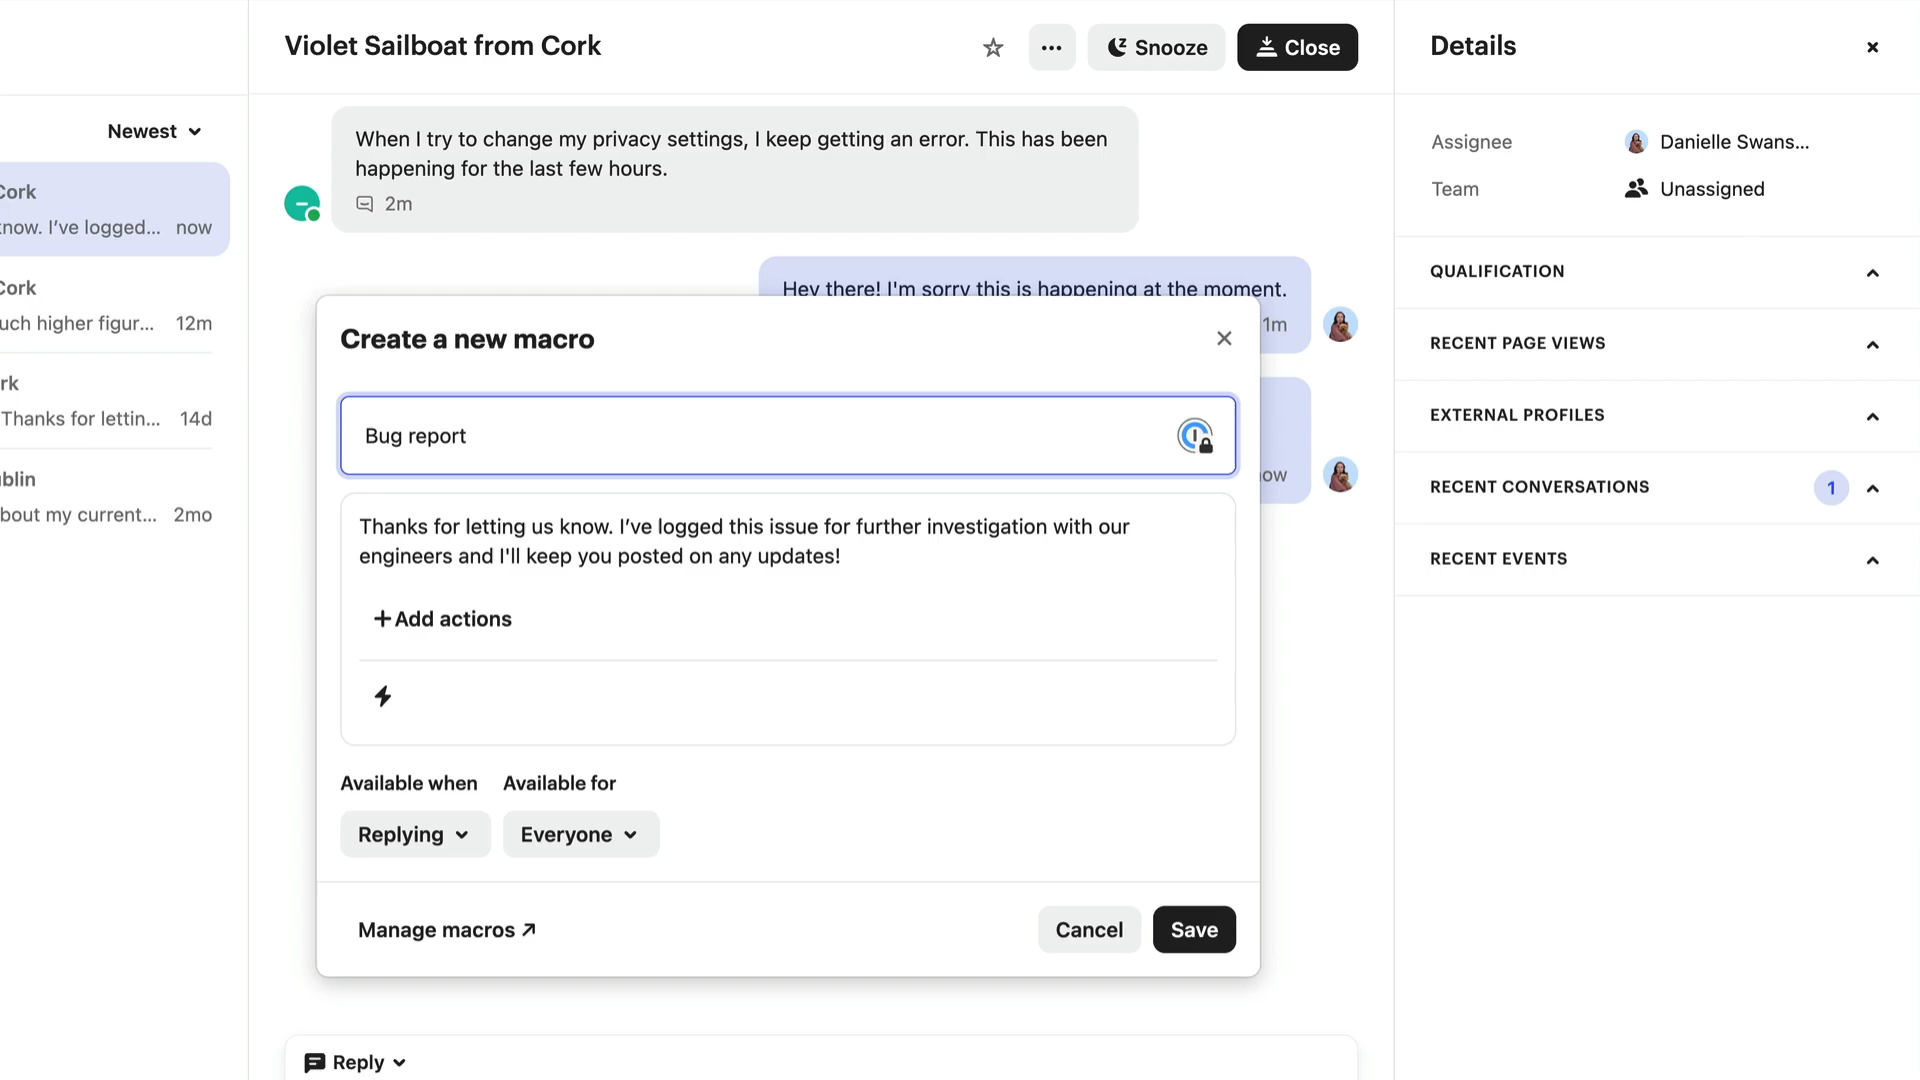 Violet Sailboat from Cork
Snooze
Close
Details
Newest
Cork
know. I've logged... now
Cork
uch higher figur... 12m
rk
Thanks for lettin... 14d
blin
bout my current... 2mo
When I try to change my privacy settings, I keep getting an error. This has been
happening for the last few hours.
2m
Hey there! I'm sorry this is happening at the moment.
1m
ow
Create a new macro
Bug report
Thanks for letting us know. I’ve logged this issue for further investigation with our
engineers and I'll keep you posted on any updates!
Add actions
Available when Available for
Replying Everyone
Manage macros
Cancel
Save
Reply
Assignee Danielle Swans...
Team Unassigned
QUALIFICATION
RECENT PAGE VIEWS
EXTERNAL PROFILES
RECENT CONVERSATIONS 1
RECENT EVENTS